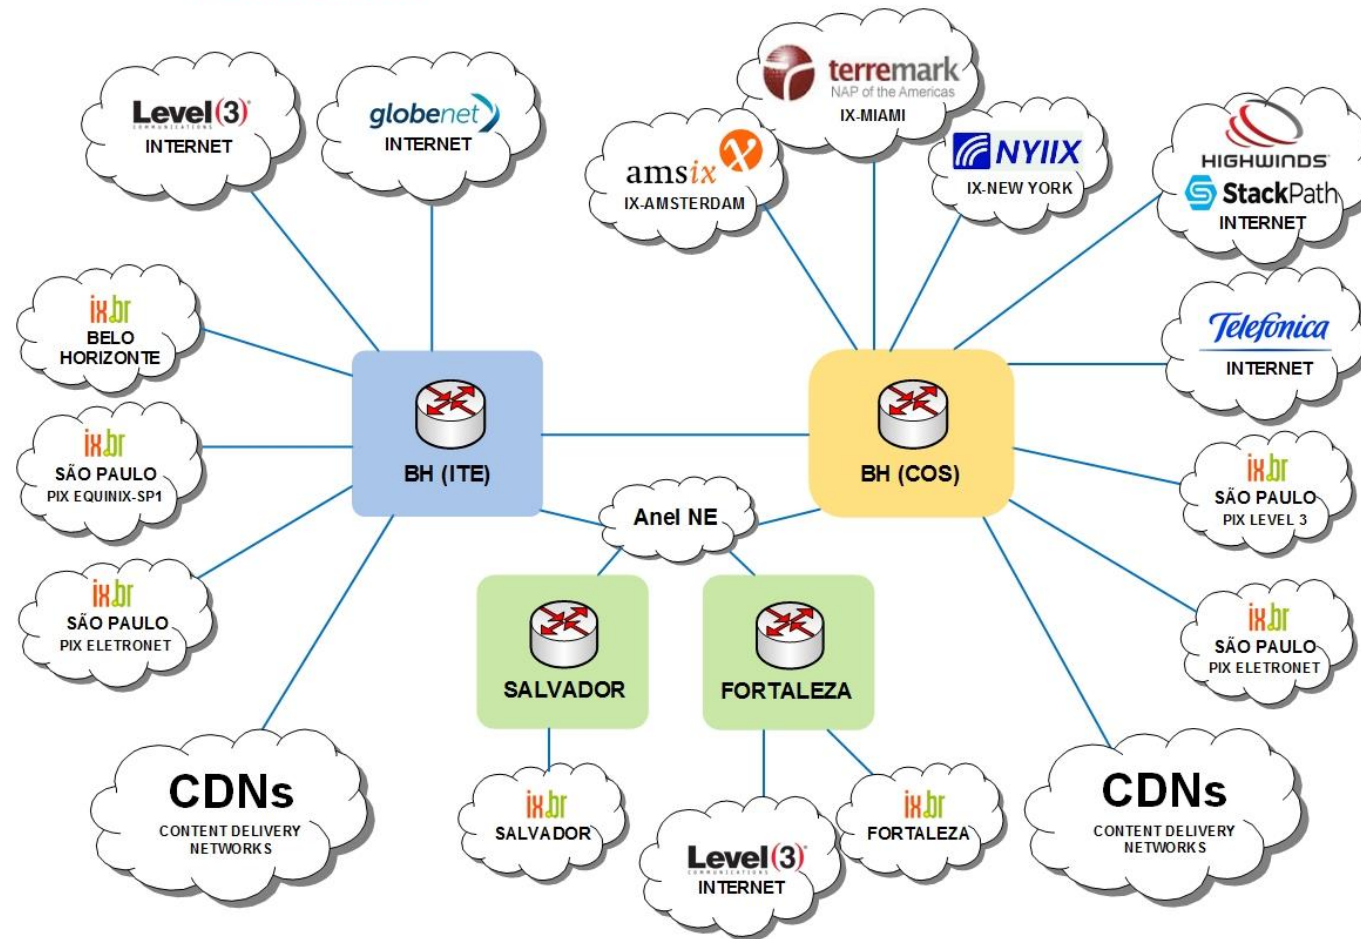 Level(3)®
COMMUNICATIONS
INTERNET
globenet
INTERNET
terremark
NAP of the Americas
IX-MIAMI
amsix
IX-AMSTERDAM
NYIIX
IX-NEW YORK
HIGHWINDS
StackPath
INTERNET
ix.br
BELO
HORIZONTE
Telefónica
INTERNET
BH (ITE)
BH (COS)
ix.br
SÃO PAULO
PIX EQUINIX-SP1
ix.br
SÃO PAULO
PIX LEVEL 3
Anel NE
ix.br
SÃO PAULO
PIX ELETRONET
ix.br
SÃO PAULO
PIX ELETRONET
SALVADOR
FORTALEZA
CDNs
CONTENT DELIVERY
NETWORKS
ix.br
SALVADOR
Level(3)®
COMMUNICATIONS
INTERNET
ix.br
FORTALEZA
CDNs
CONTENT DELIVERY
NETWORKS